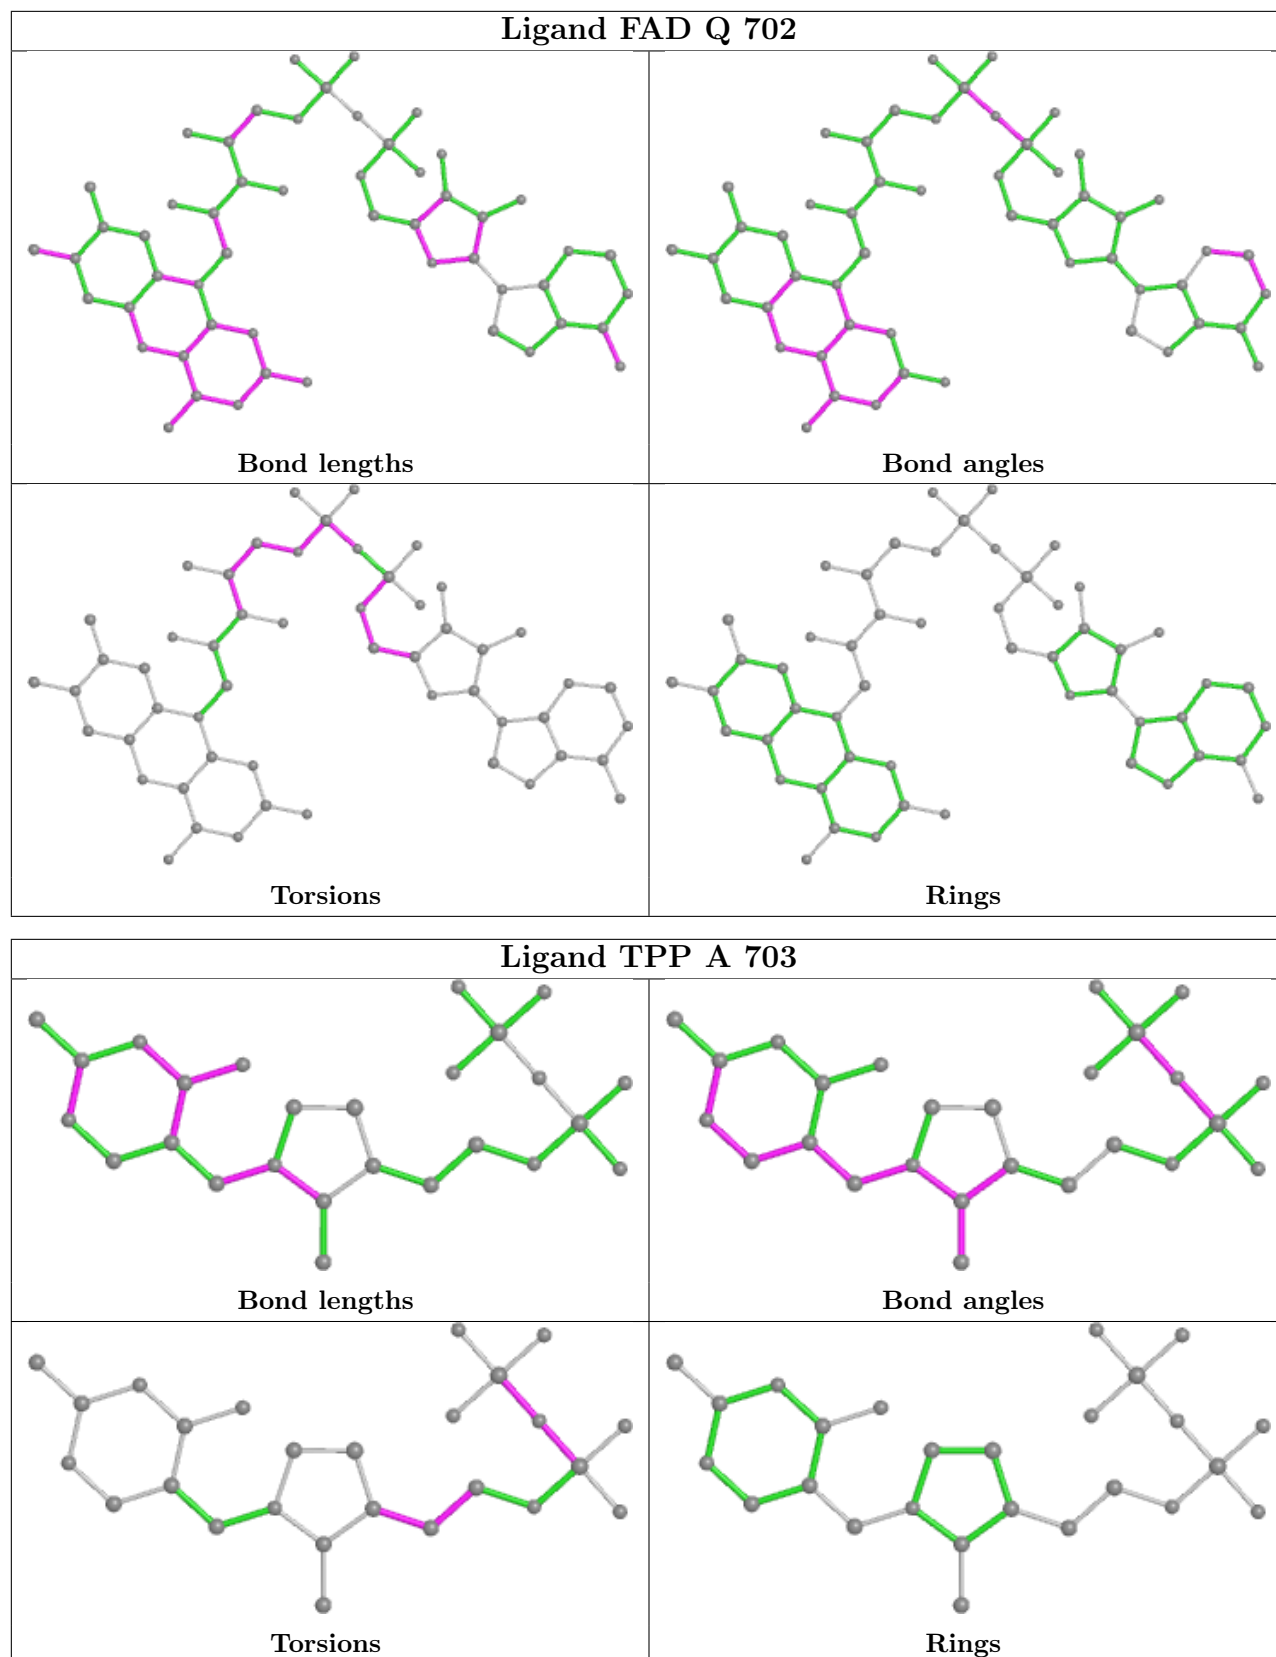 Ligand FAD Q 702
Bond lengths
Bond angles
Torsions
Rings
Ligand TPP A 703
Bond lengths
Bond angles
Torsions
Rings